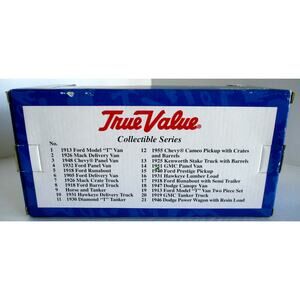 True Value®
Collectible Series
No.
1 1913 Ford Model "T" Van
2 1926 Mack Delivery Van
3 1948 Chevy® Panel Van
4 1932 Ford Panel Van
5 1918 Ford Runabout
6 1905 Ford Delivery Van
7 1926 Mack Crate Truck
8 1918 Ford Barrel Truck
9 Horse and Tanker
10 1931 Hawkeye Tanker
11 1930 Diamond "T" Tanker
12 1955 Chevy® Cameo Pickup with Crates
and Barrels
13 1925 Kenworth Stake Truck with Barrels
14 1951 GMC Panel Van
15 1940 Ford Prestige Pickup
16 1931 Hawkeye Lumber Load
17 1918 Ford Runabout with Semi Trailer
18 1947 Dodge Canopy Van
19 1913 Ford Model "T" Van Two Piece Set
20 1919 GMC Tanker Truck
21 1946 Dodge Power Wagon with Resin Load